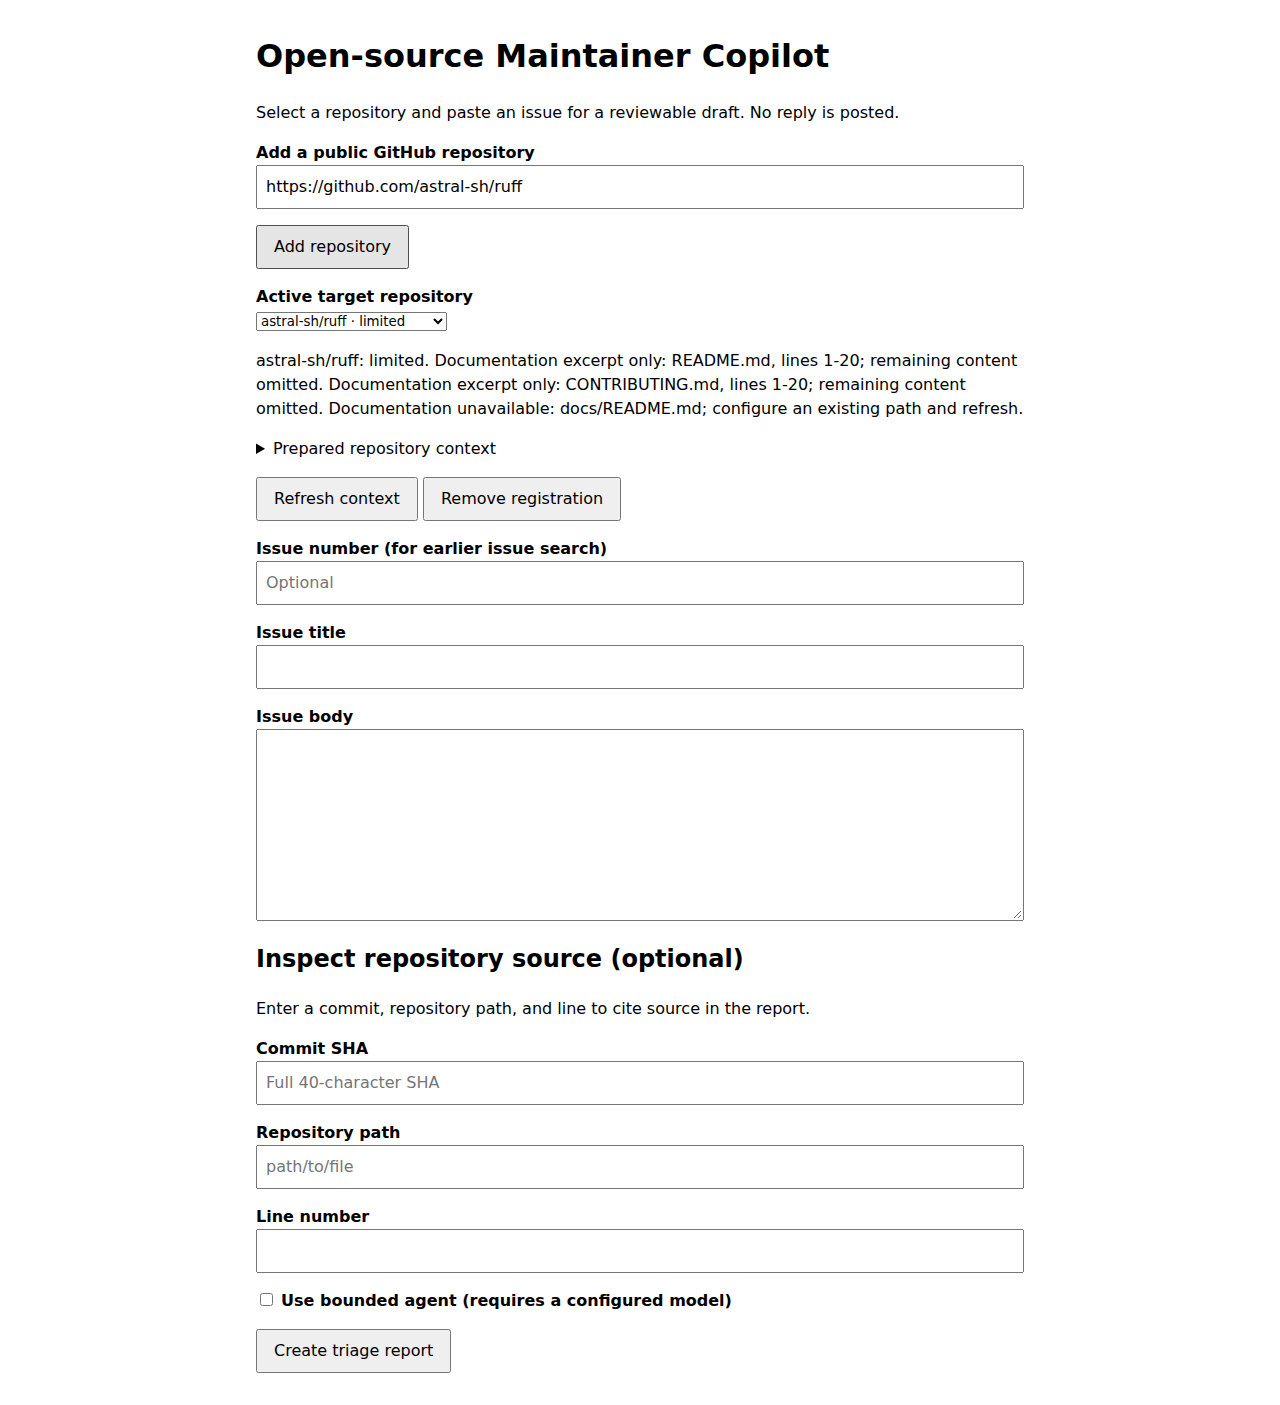 Open-source Maintainer Copilot
Select a repository and paste an issue for a reviewable draft. No reply is posted.
Add a public GitHub repository
https://github.com/astral-sh/ruff
Add repository
Active target repository
astral-sh/ruff · limited
astral-sh/ruff: limited. Documentation excerpt only: README.md, lines 1-20; remaining content
omitted. Documentation excerpt only: CONTRIBUTING.md, lines 1-20; remaining content
omitted. Documentation unavailable: docs/README.md; configure an existing path and refresh.
Prepared repository context
Refresh context Remove registration
Issue number (for earlier issue search)
Optional
Issue title
Issue body
Inspect repository source (optional)
Enter a commit, repository path, and line to cite source in the report.
Commit SHA
Full 40-character SHA
Repository path
path/to/file
Line number
Use bounded agent (requires a configured model)
Create triage report